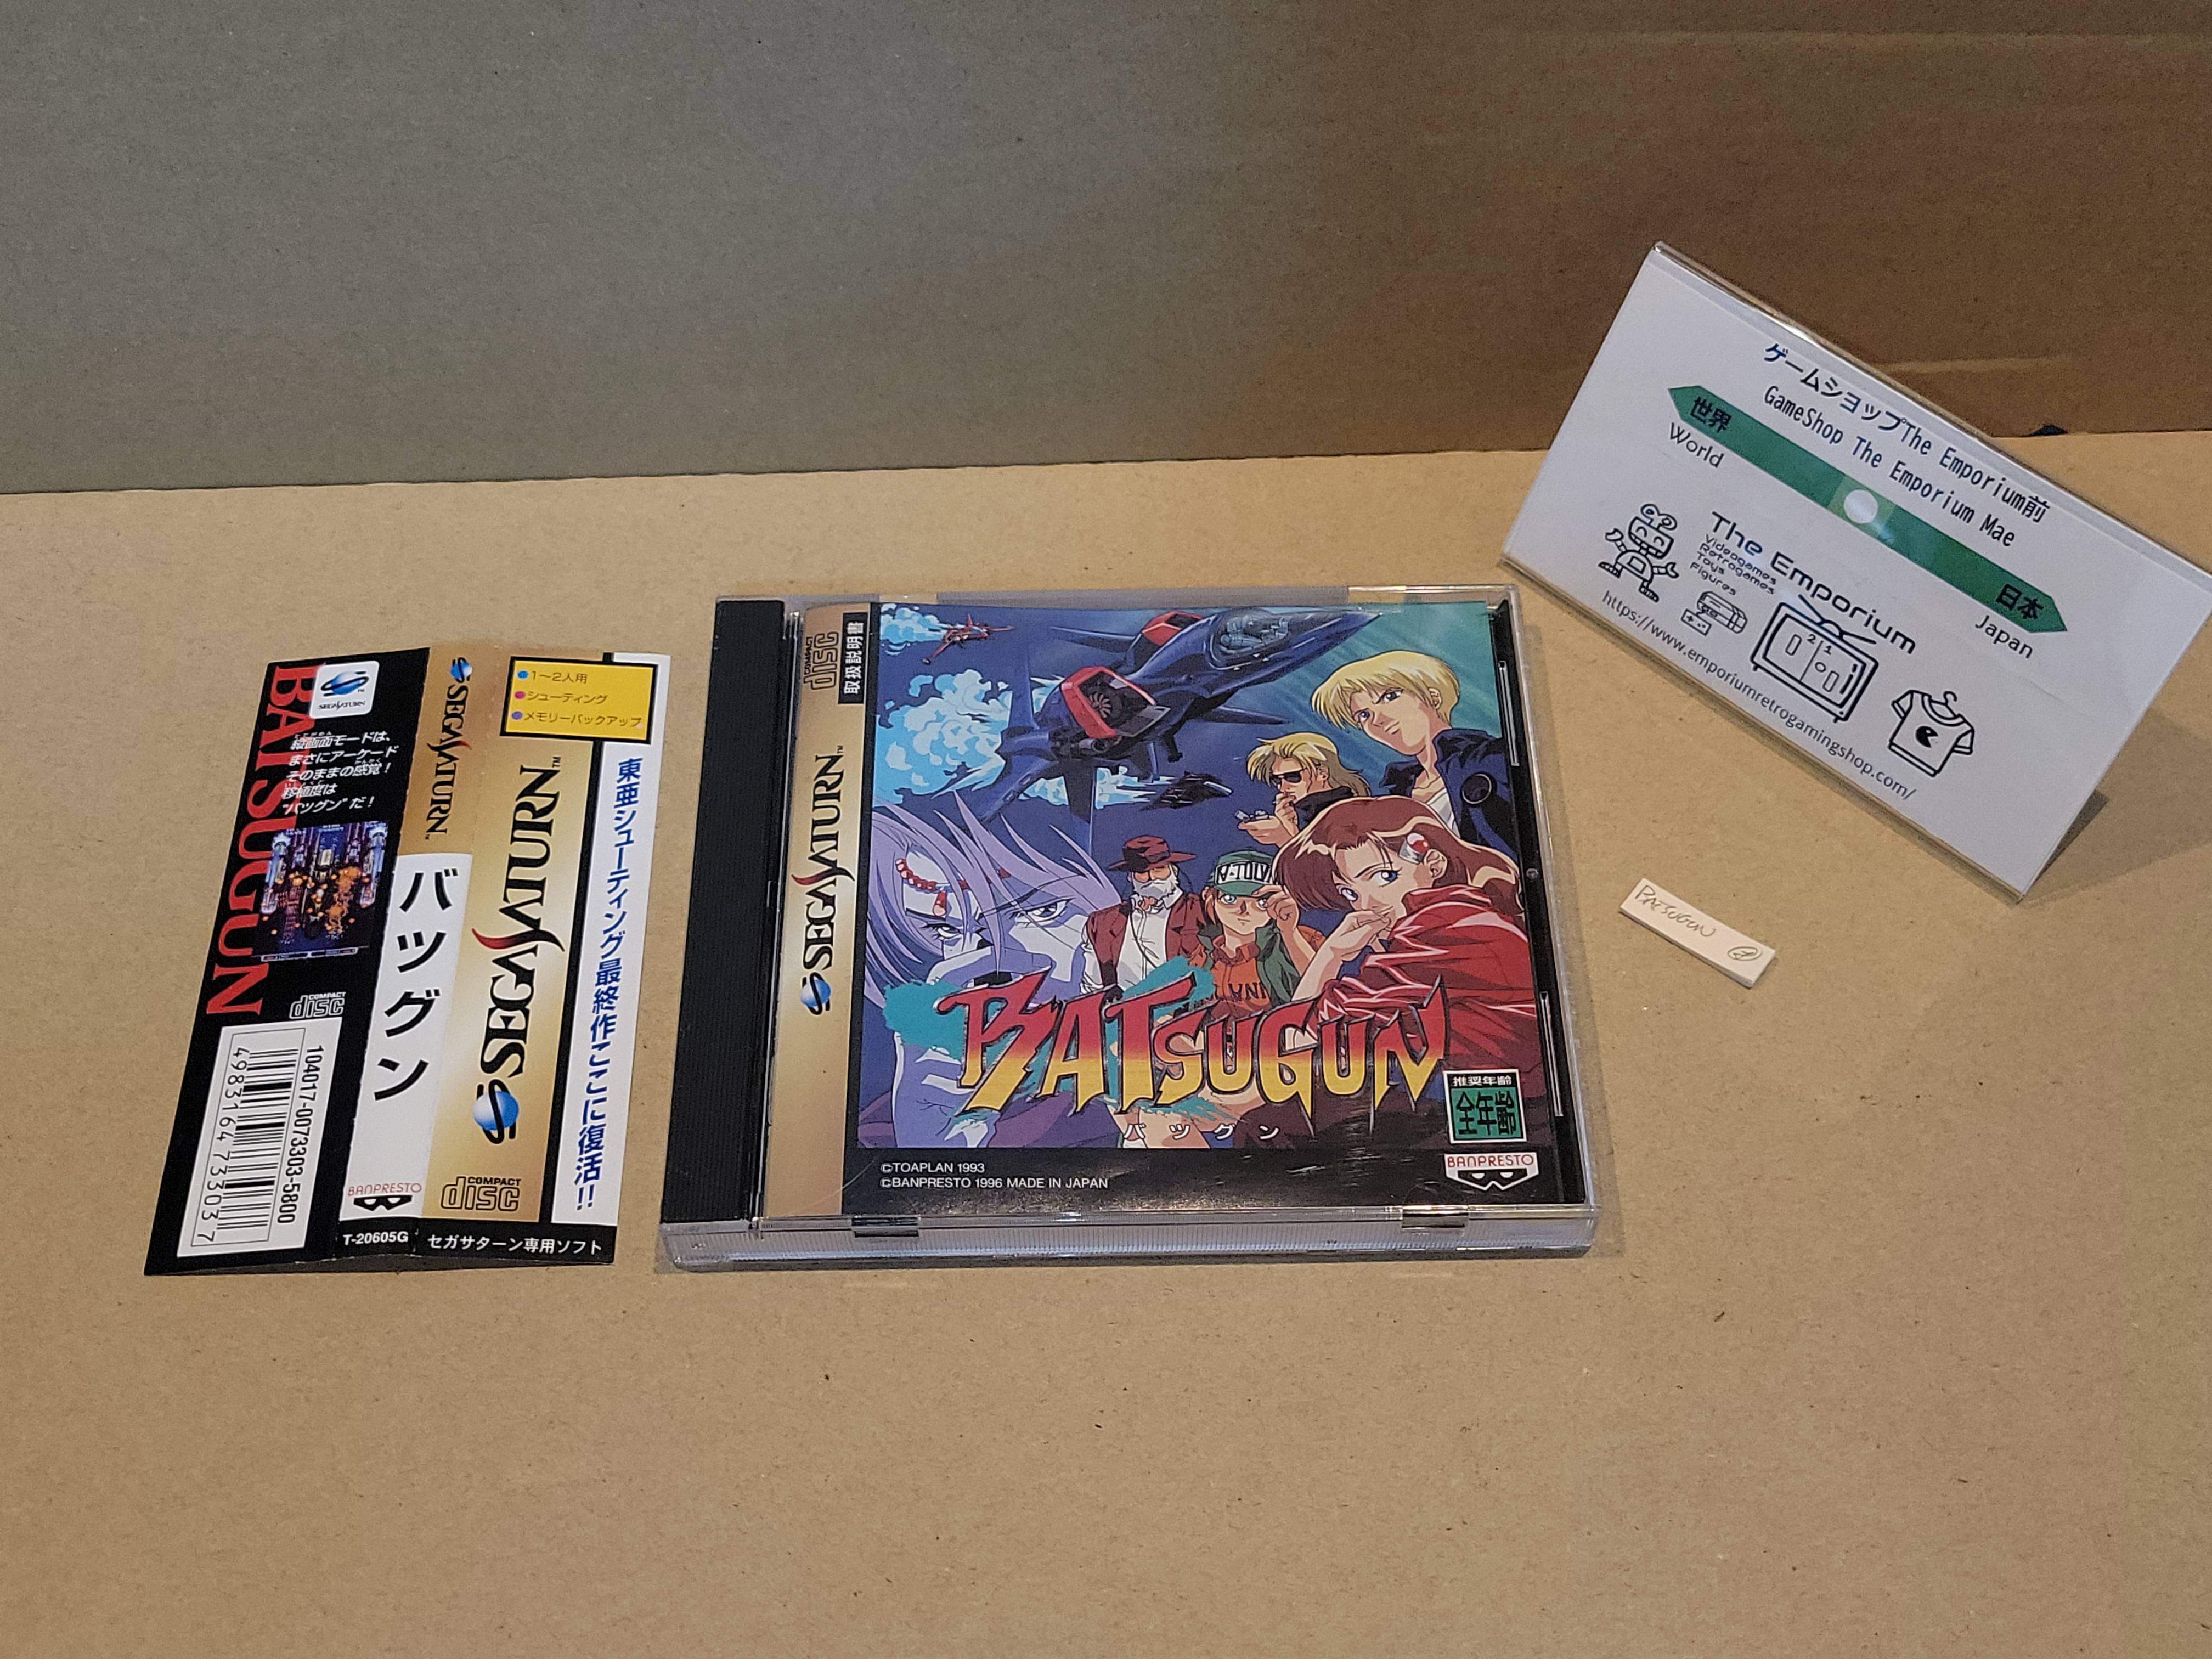 BATSUGUN
SEGA SATURN
縦画面モードは、
まさにアーケード
そのままの感覚!
移植度は
"バツグン"だ!
COMPACT
disc
104017-0073303-5800
4983164733037
SEGA SATURN
バツグン
BANPRESTO
T-20605G
1〜2人用
シューティング
メモリーバックアップ
SEGA SATURN™
COMPACT
disc
セガサターン専用ソフト
東亜シューティング最終作ここに復活!!
COMPACT
disc
取扱説明書
SEGA SATURN™
BATSUGUN
バツグン
推奨年齢
全年齢
©TOAPLAN 1993
©BANPRESTO 1996 MADE IN JAPAN
BANPRESTO
ゲームショップThe Emporium前
GameShop The Emporium Mae
世界
World
日本
Japan
The Emporium
Videogames
Retrogames
Toys
Figures
https://www.emporiumretrogamingshop.com/
BATSUGUN